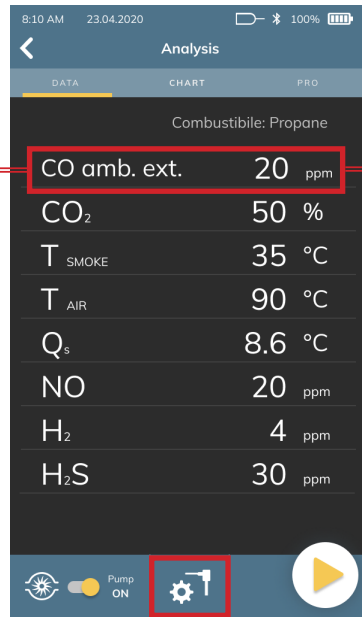 8:10 AM 23.04.2020 100%
Analysis
DATA CHART PRO
Combustibile: Propane
CO amb. ext. 20 ppm
CO₂ 50 %
T SMOKE 35 °C
T AIR 90 °C
Qs 8.6 °C
NO 20 ppm
H₂ 4 ppm
H₂S 30 ppm
Pump
ON